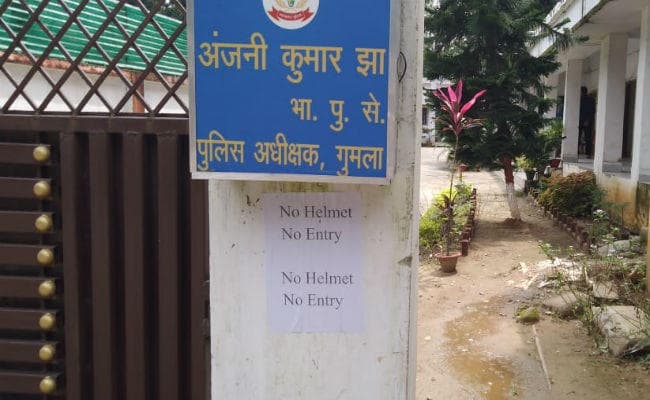 अंजनी कुमार झा
भा. पु. से.
पुलिस अधीक्षक, गुमला
No Helmet
No Entry
No Helmet
No Entry